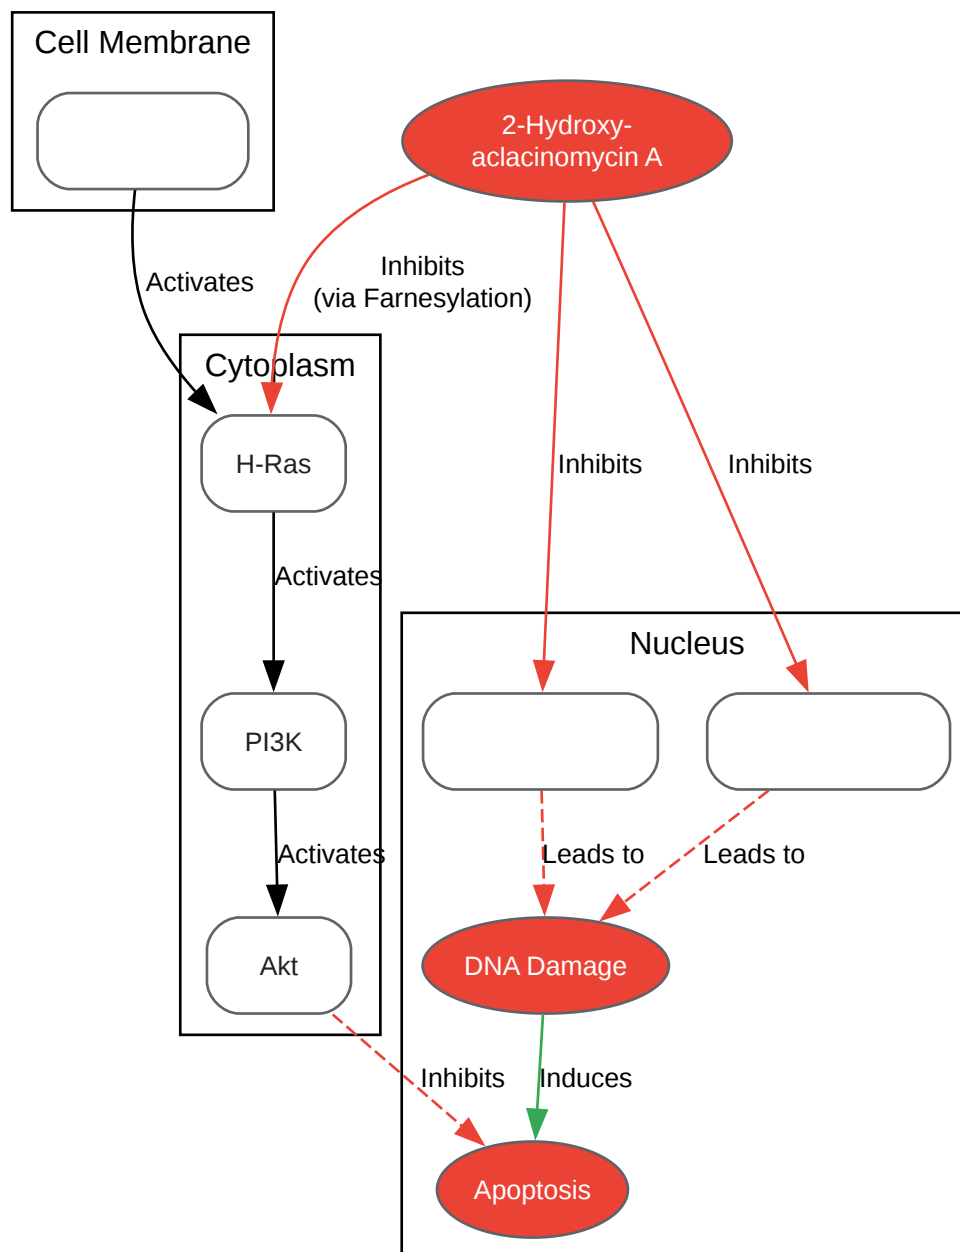 Cell Membrane
2-Hydroxy-
aclacinomycin A
Activates
Inhibits
(via Farnesylation)
Cytoplasm
H-Ras
Inhibits
Inhibits
Activates
Nucleus
PI3K
Activates
Leads to
Leads to
Akt
DNA Damage
Inhibits
Induces
Apoptosis